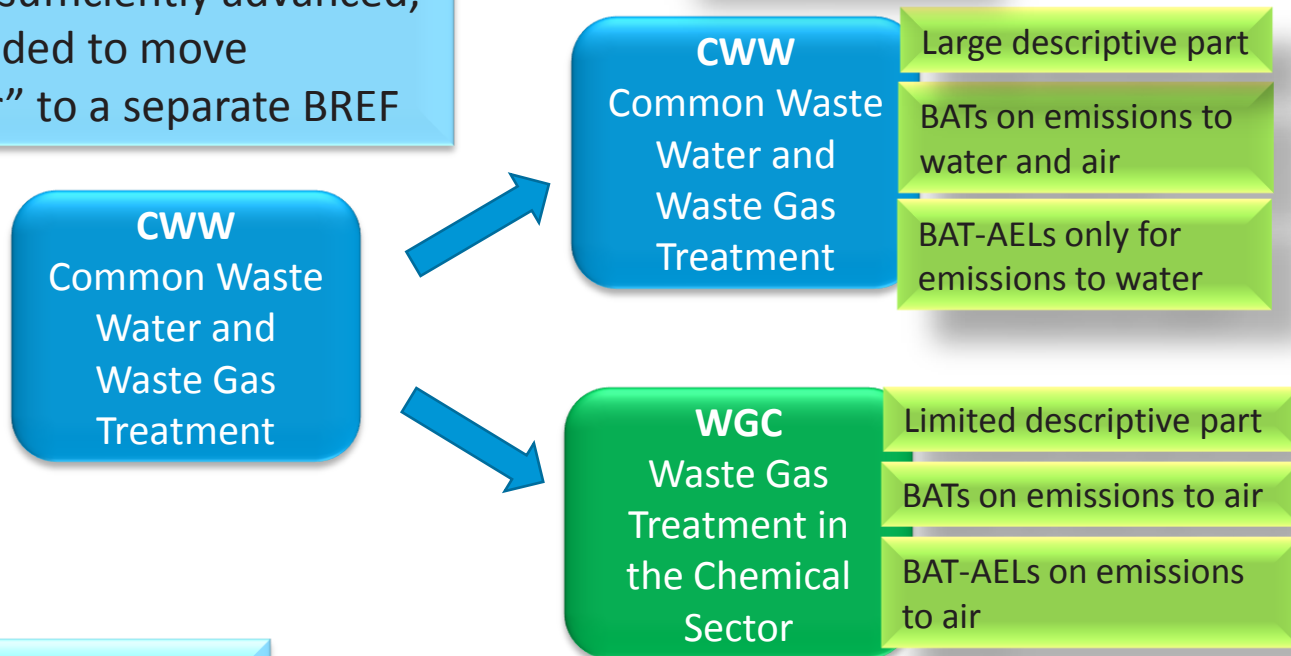 sufficiently advanced,
ded to move
" to a separate BREF
CWW
Common Waste
Water and
Waste Gas
Treatment
CWW
Common Waste
Water and
Waste Gas
Treatment
Large descriptive part
BATs on emissions to
water and air
BAT-AELs only for
emissions to water
WGC
Waste Gas
Treatment in
the Chemical
Sector
Limited descriptive part
BATs on emissions to air
BAT-AELs on emissions
to air